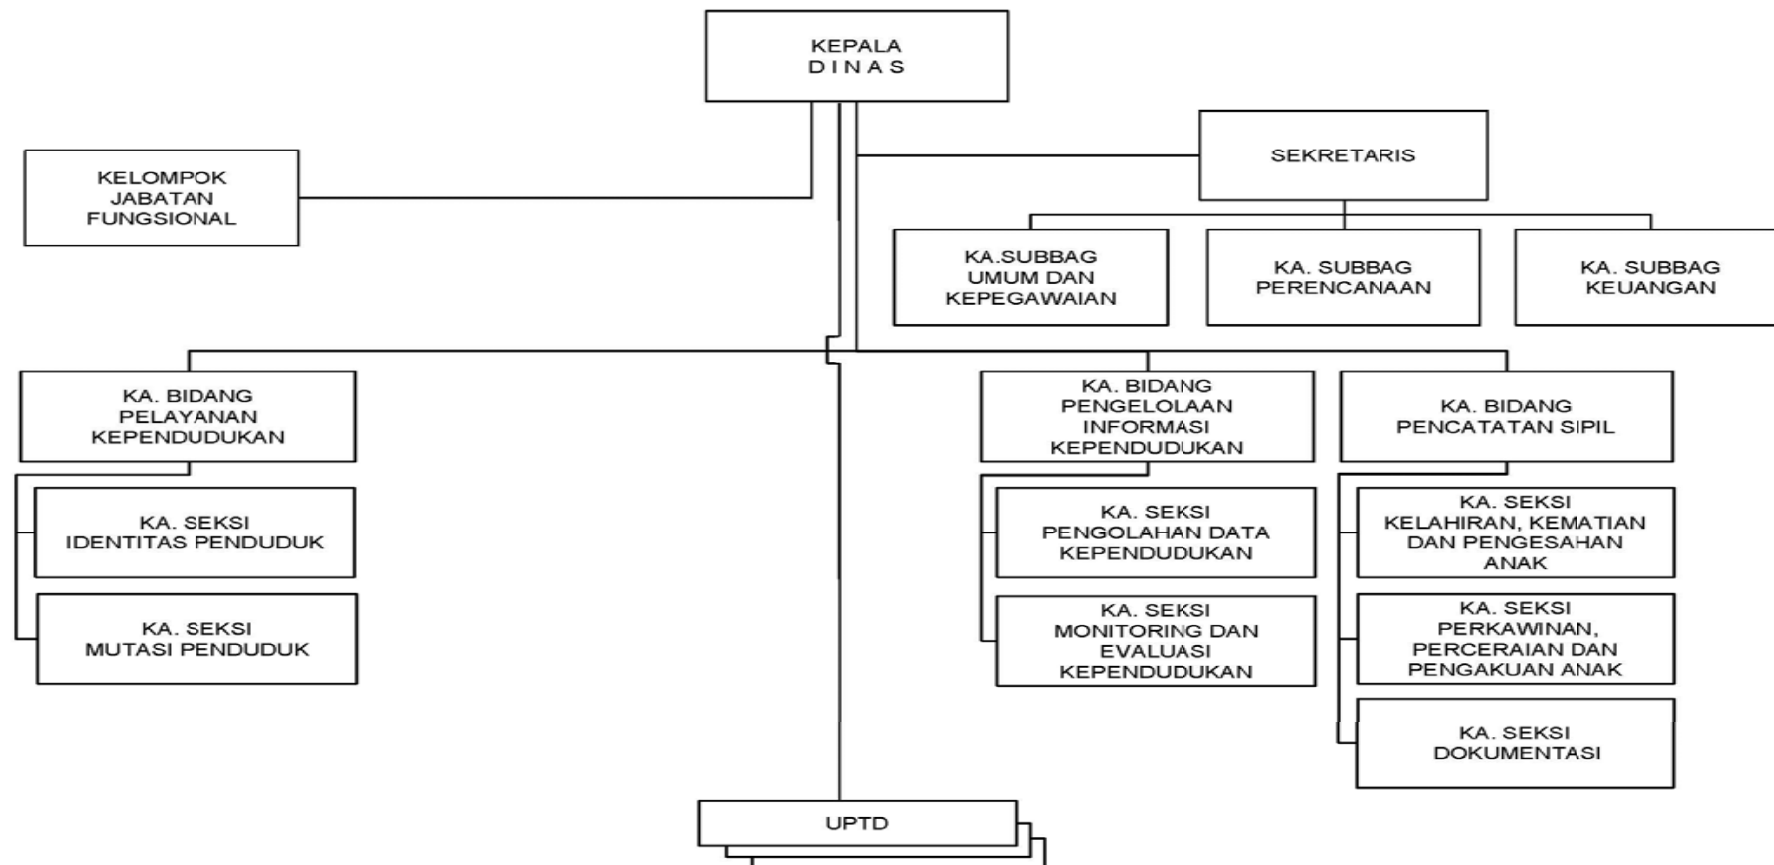 KEPALA
D I N A S
SEKRETARIS
KELOMPOK
JABATAN
FUNGSIONAL
KA.SUBBAG
UMUM DAN
KEPEGAWAIAN
KA. SUBBAG
PERENCANAAN
KA. SUBBAG
KEUANGAN
KA. BIDANG
PELAYANAN
KEPENDUDUKAN
KA. BIDANG
PENGELOLAAN
INFORMASI
KEPENDUDUKAN
KA. BIDANG
PENCATATAN SIPIL
KA. SEKSI
IDENTITAS PENDUDUK
KA. SEKSI
MUTASI PENDUDUK
KA. SEKSI
PENGOLAHAN DATA
KEPENDUDUKAN
KA. SEKSI
MONITORING DAN
EVALUASI
KEPENDUDUKAN
KA. SEKSI
KELAHIRAN, KEMATIAN
DAN PENGESAHAN
ANAK
KA. SEKSI
PERKAWINAN,
PERCERAIAN DAN
PENGAKUAN ANAK
KA. SEKSI
DOKUMENTASI
UPTD